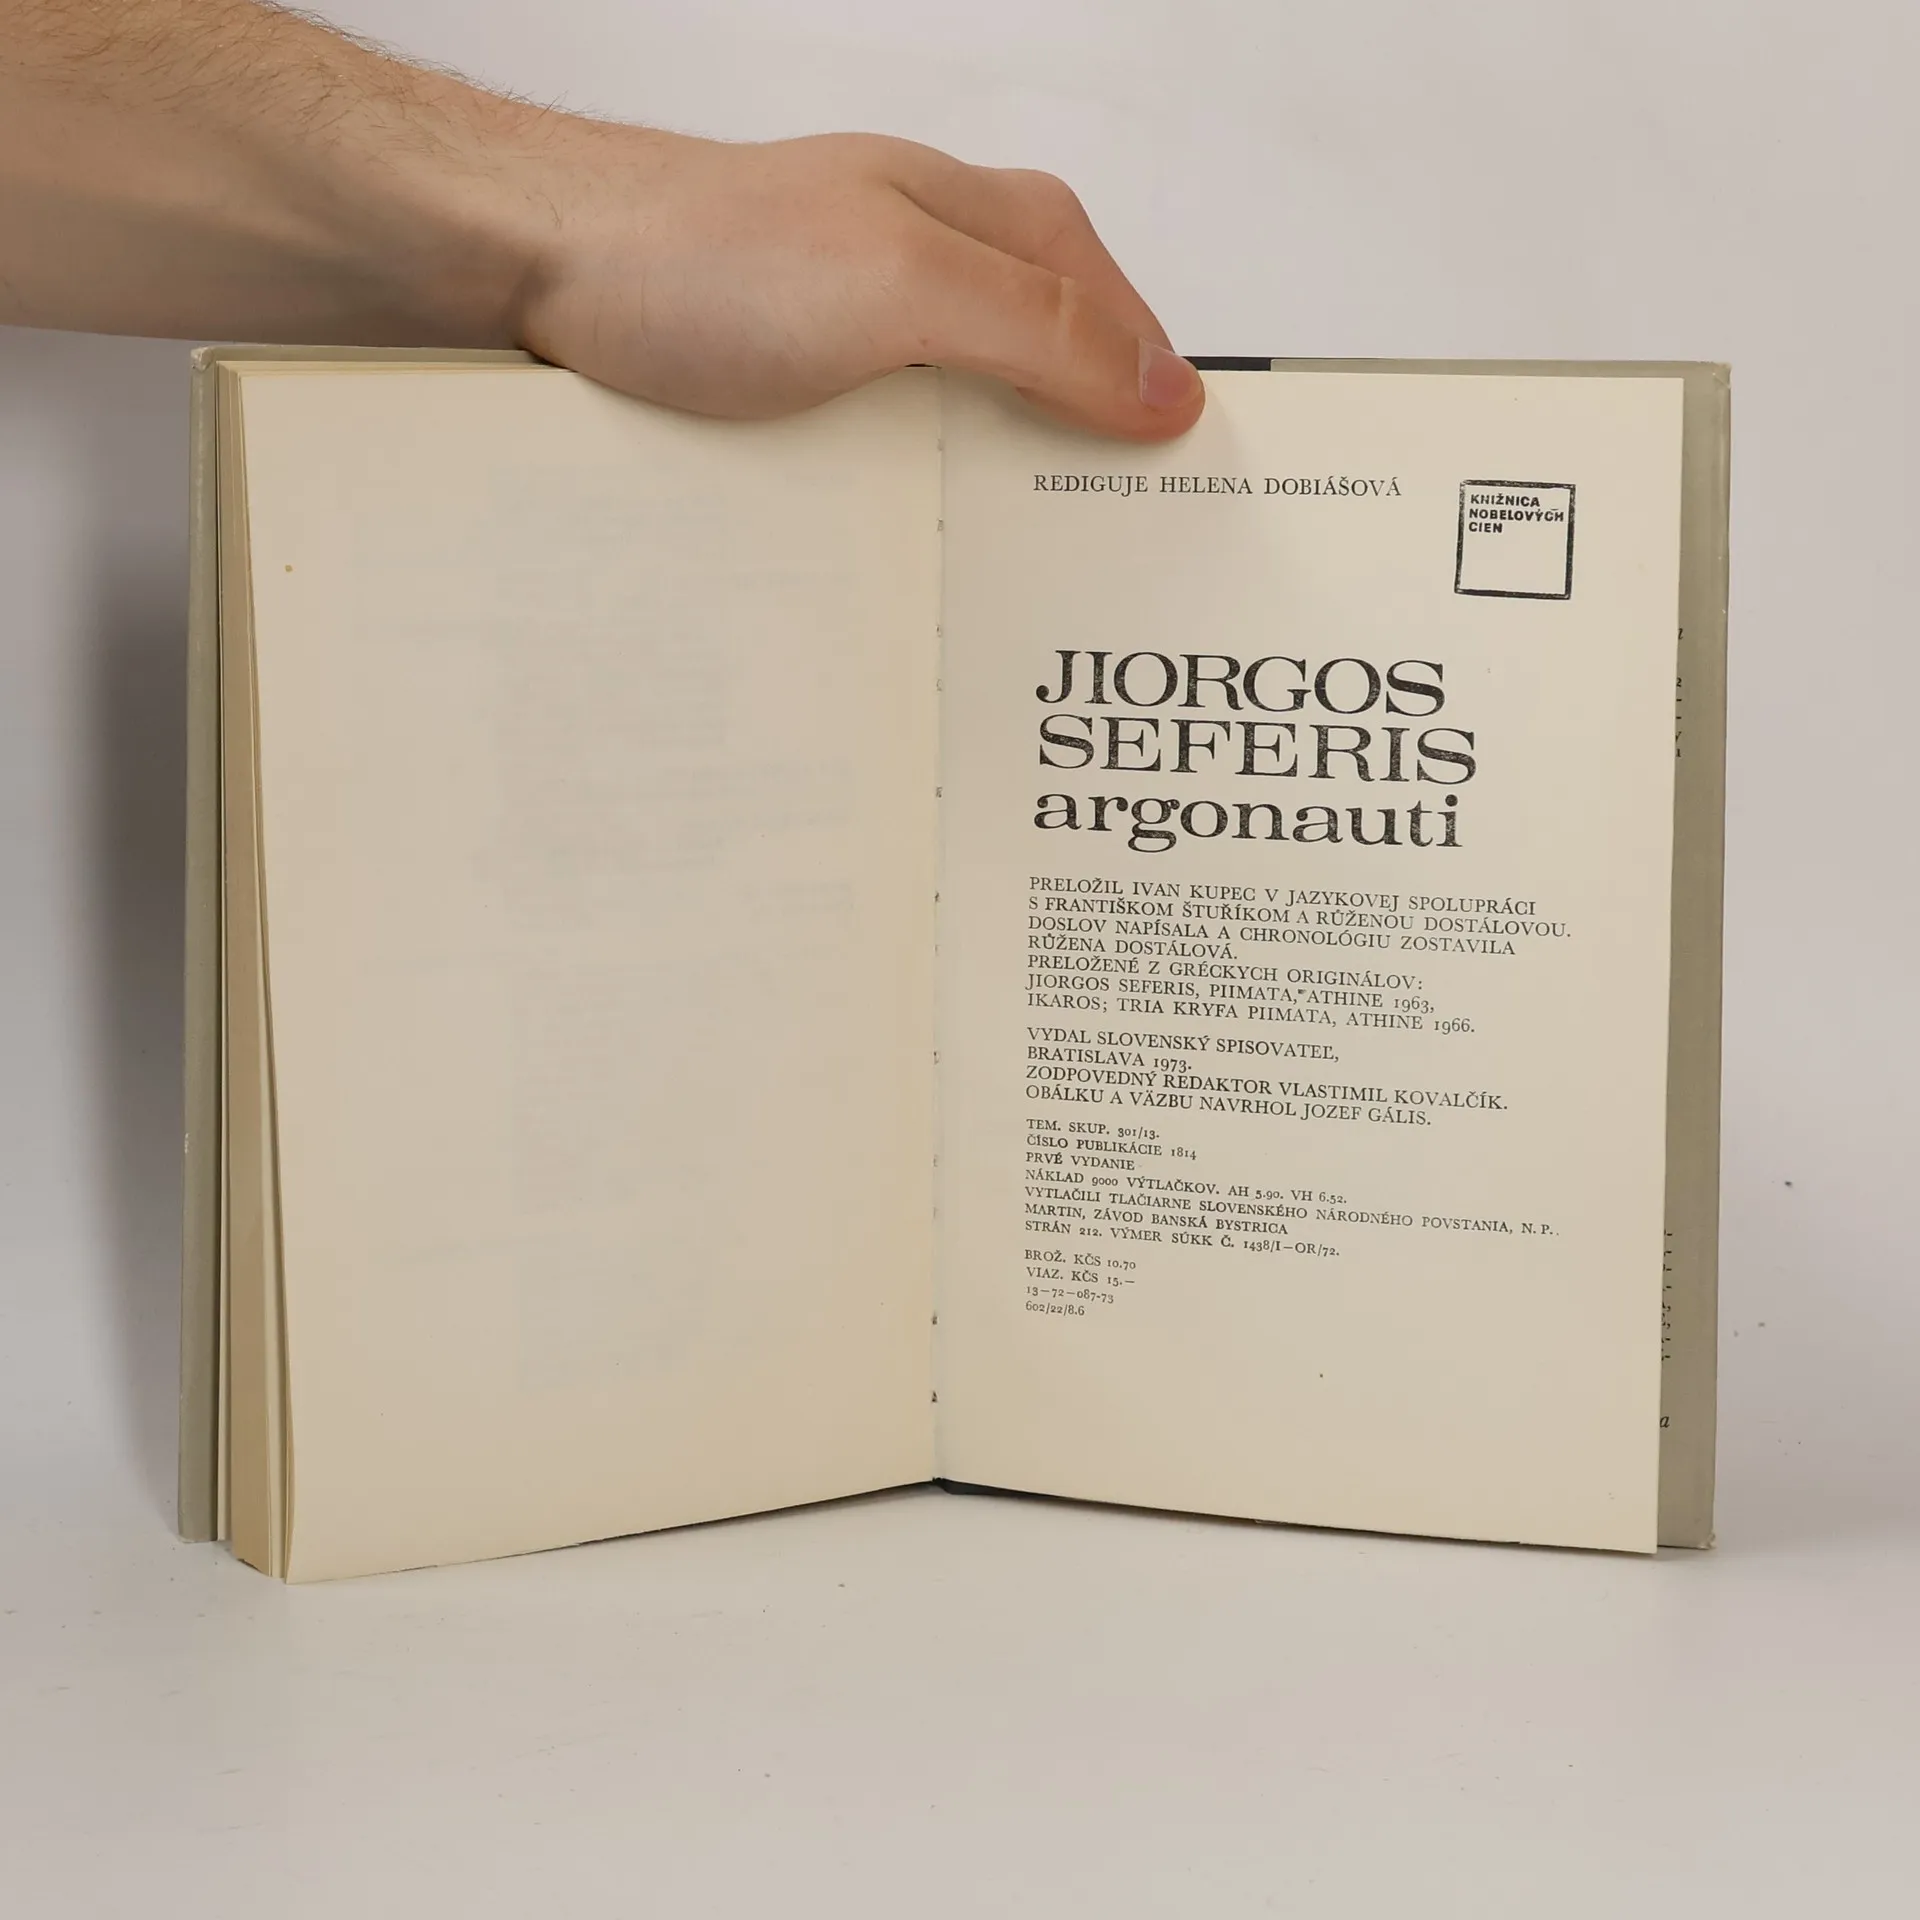 REDIGUJE HELENA DOBIÁŠOVÁ
KNIŽNICA
NOBELOVÝCH
CIEN
JIORGOS
SEFERIS
argonauti
PRELOŽIL IVAN KUPEC V JAZYKOVEJ SPOLUPRÁCI
S FRANTIŠKOM ŠTUŘÍKOM A RŮŽENOU DOSTÁLOVOU.
DOSLOV NAPÍSALA A CHRONOLÓGIU ZOSTAVILA
RŮŽENA DOSTÁLOVÁ.
PRELOŽENÉ Z GRÉCKYCH ORIGINÁLOV:
JIORGOS SEFERIS, PIIMATA, ATHINE 1963,
IKAROS; TRIA KRYFA PIIMATA, ATHINE 1966.
VYDAL SLOVENSKÝ SPISOVATEĽ,
BRATISLAVA 1973.
ZODPOVEDNÝ REDAKTOR VLASTIMIL KOVALČÍK.
OBÁLKU A VÄZBU NAVRHOL JOZEF GÁLIS.
TEM. SKUP. 301/13.
ČÍSLO PUBLIKÁCIE 1814
PRVÉ VYDANIE
NÁKLAD 9000 VÝTLAČKOV. AH 5.90. VH 6.52.
VYTLAČILI TLAČIARNE SLOVENSKÉHO NÁRODNÉHO POVSTANIA, N. P.,
MARTIN, ZÁVOD BANSKÁ BYSTRICA
STRÁN 212. VÝMER SÚKK Č. 1438/I—OR/72.
BROŽ. KČS 10,70
VIAZ. KČS 15.—
13—72—087-73
602/22/8.6